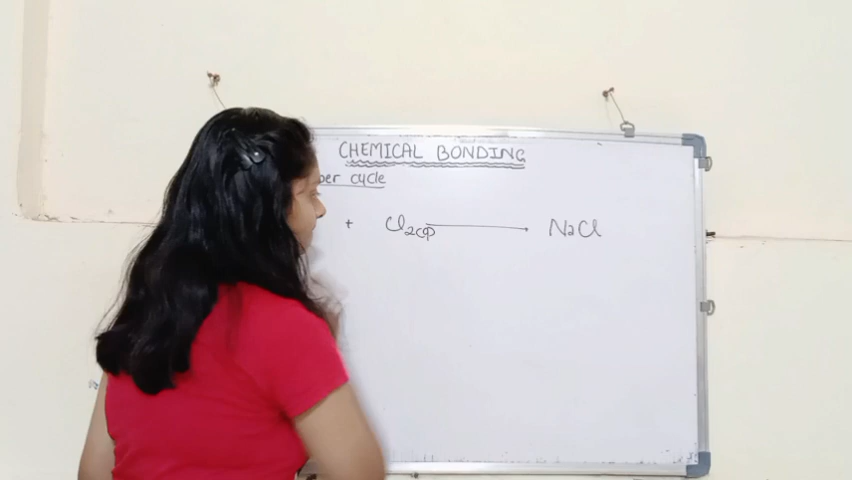 CHEMICAL BONDING
ber cycle
+ Cl2(g) → NaCl